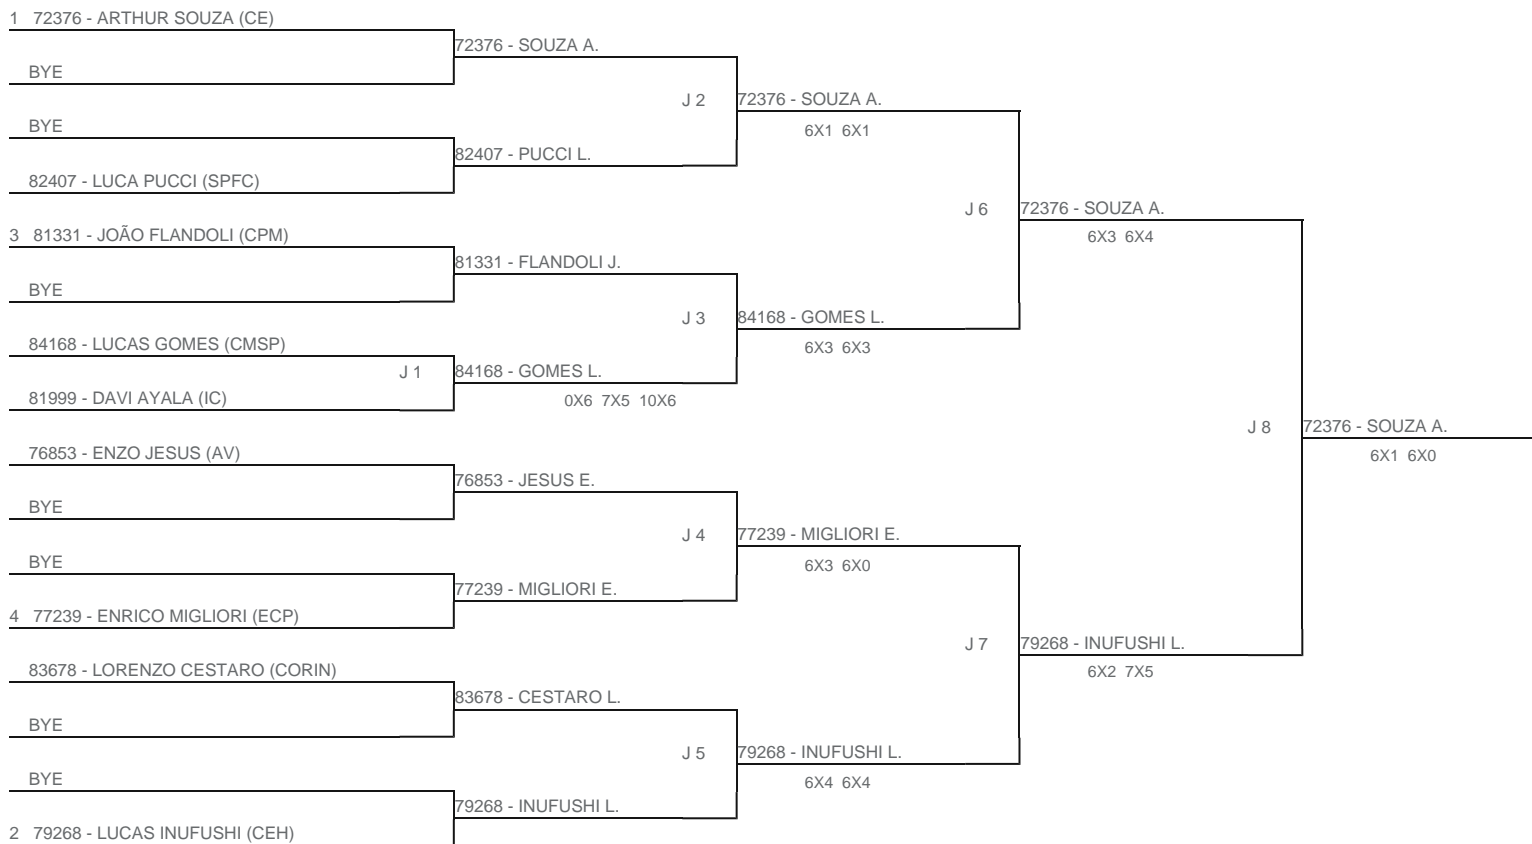 1 72376 - ARTHUR SOUZA (CE)
72376 - SOUZA A.
BYE
J 2
72376 - SOUZA A.
6X1 6X1
BYE
82407 - PUCCI L.
82407 - LUCA PUCCI (SPFC)
J 6
72376 - SOUZA A.
6X3 6X4
3 81331 - JOÃO FLANDOLI (CPM)
81331 - FLANDOLI J.
BYE
J 3
84168 - GOMES L.
6X3 6X3
84168 - LUCAS GOMES (CMSP)
J 1
84168 - GOMES L.
0X6 7X5 10X6
81999 - DAVI AYALA (IC)
J 8
72376 - SOUZA A.
6X1 6X0
76853 - ENZO JESUS (AV)
76853 - JESUS E.
BYE
J 4
77239 - MIGLIORI E.
6X3 6X0
BYE
77239 - MIGLIORI E.
4 77239 - ENRICO MIGLIORI (ECP)
J 7
79268 - INUFUSHI L.
6X2 7X5
83678 - LORENZO CESTARO (CORIN)
83678 - CESTARO L.
BYE
J 5
79268 - INUFUSHI L.
6X4 6X4
BYE
79268 - INUFUSHI L.
2 79268 - LUCAS INUFUSHI (CEH)